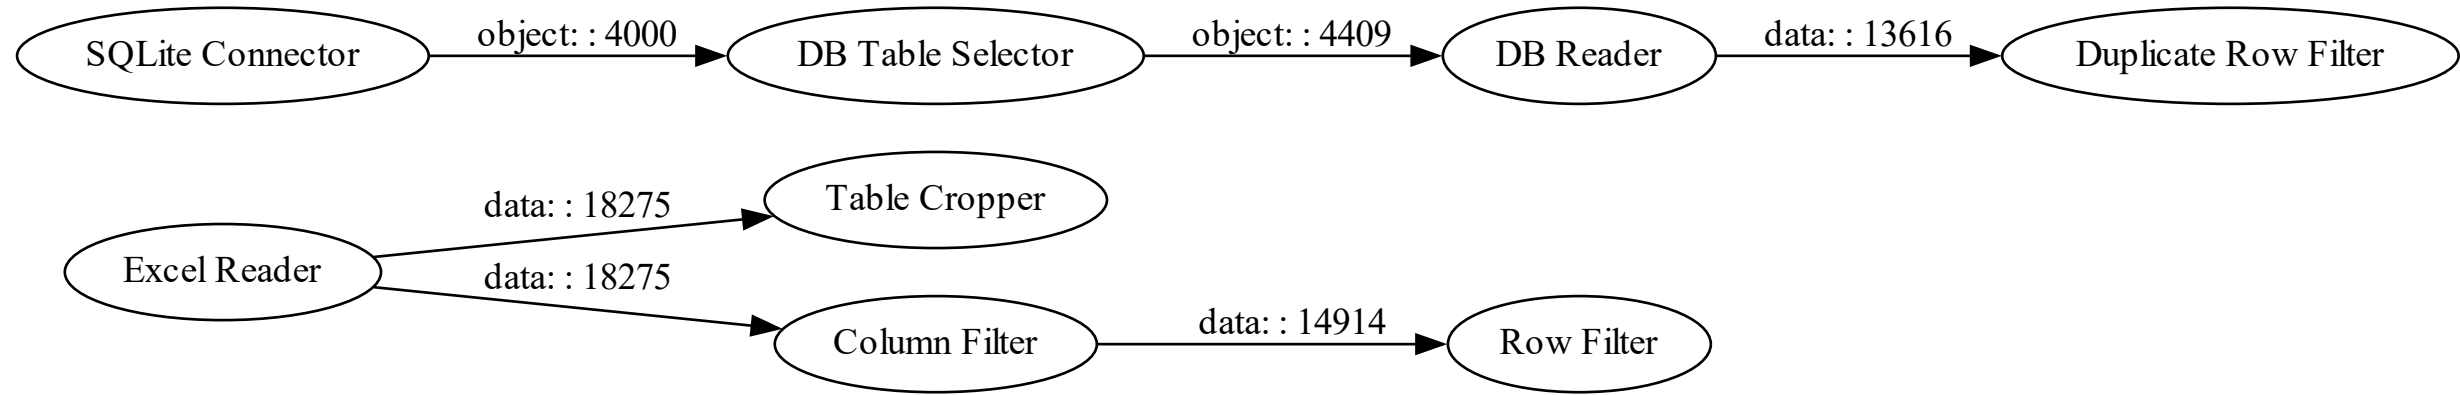 SQLite Connector
object: : 4000
DB Table Selector
object: : 4409
DB Reader
data: : 13616
Duplicate Row Filter
Excel Reader
data: : 18275
Table Cropper
data: : 18275
Column Filter
data: : 14914
Row Filter